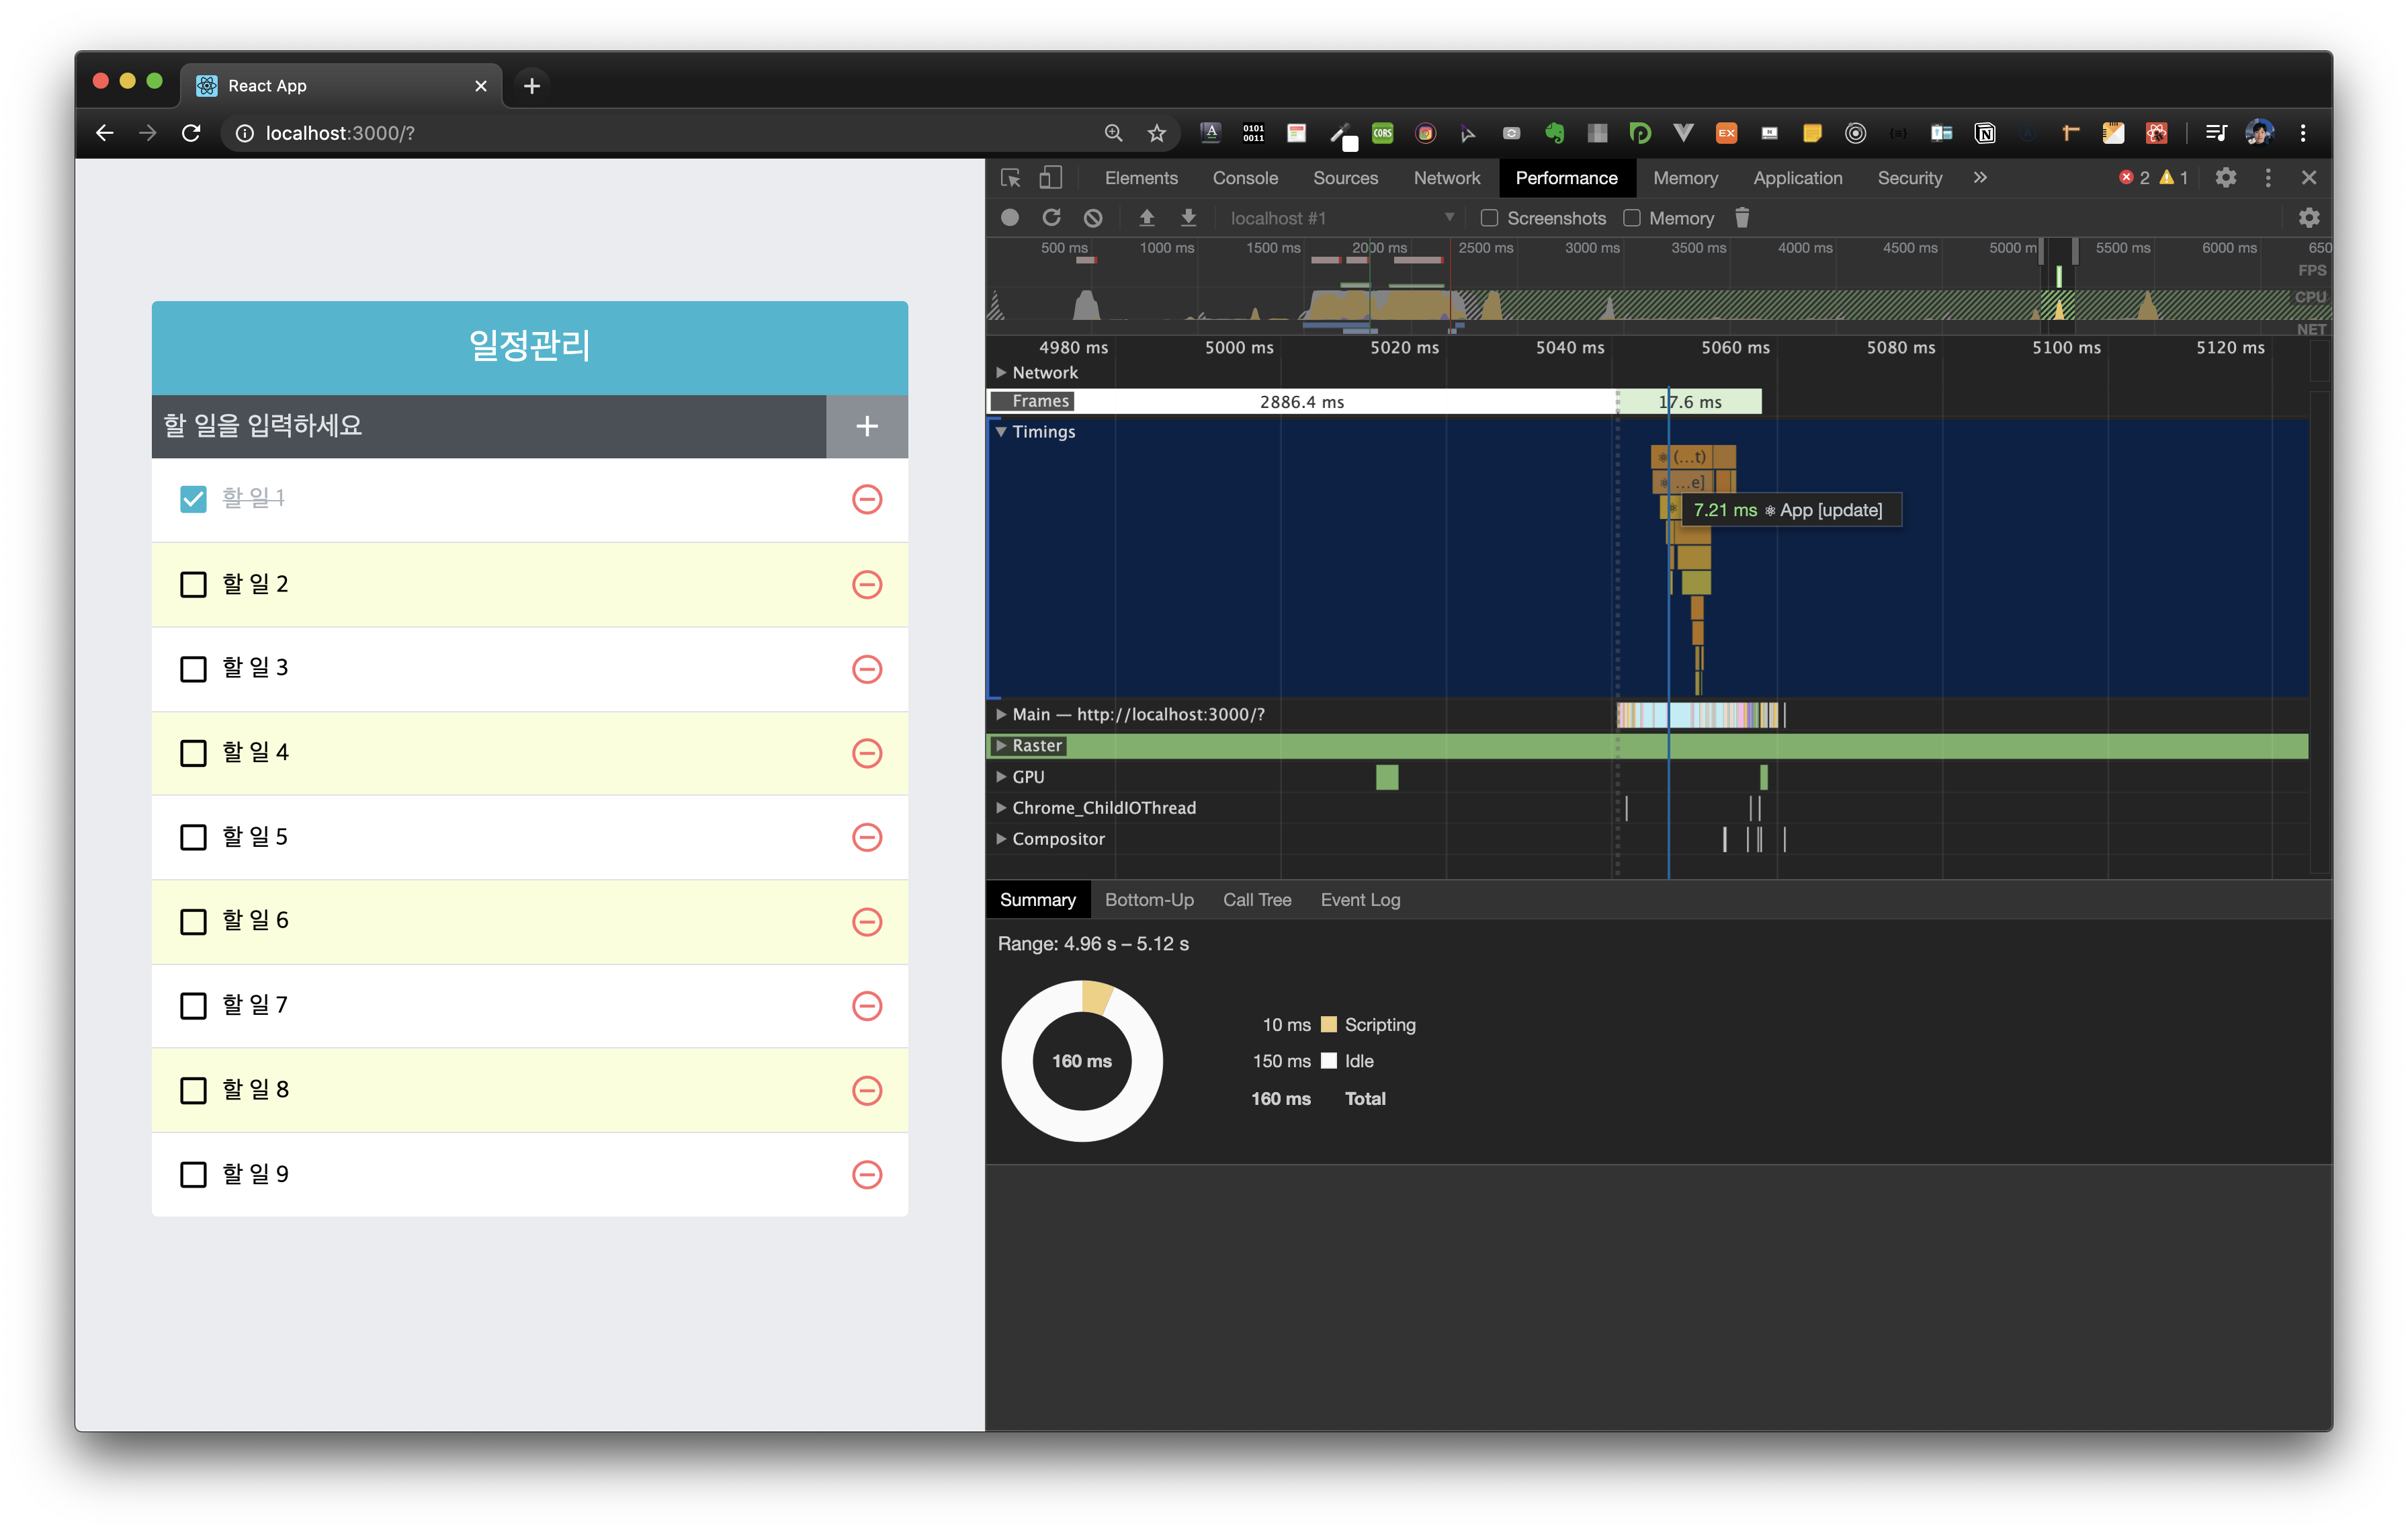 React App
localhost:3000/?
A
0101
0011
CORS
EX
N
일정관리
할 일을 입력하세요
할 일 1
할 일 2
할 일 3
할 일 4
할 일 5
할 일 6
할 일 7
할 일 8
할 일 9
Elements Console Sources Network Performance Memory Application Security » 2 1
localhost #1 Screenshots Memory
500 ms 1000 ms 1500 ms 2000 ms 2500 ms 3000 ms 3500 ms 4000 ms 4500 ms 5000 m 5500 ms 6000 ms 650
FPS
CPU
NET
4980 ms 5000 ms 5020 ms 5040 ms 5060 ms 5080 ms 5100 ms 5120 ms
Network
Frames 2886.4 ms 17.6 ms
Timings
(...t)
...e]
7.21 ms ⚛ App [update]
Main — http://localhost:3000/?
Raster
GPU
Chrome_ChildIOThread
Compositor
Summary Bottom-Up Call Tree Event Log
Range: 4.96 s – 5.12 s
160 ms
10 ms Scripting
150 ms Idle
160 ms Total